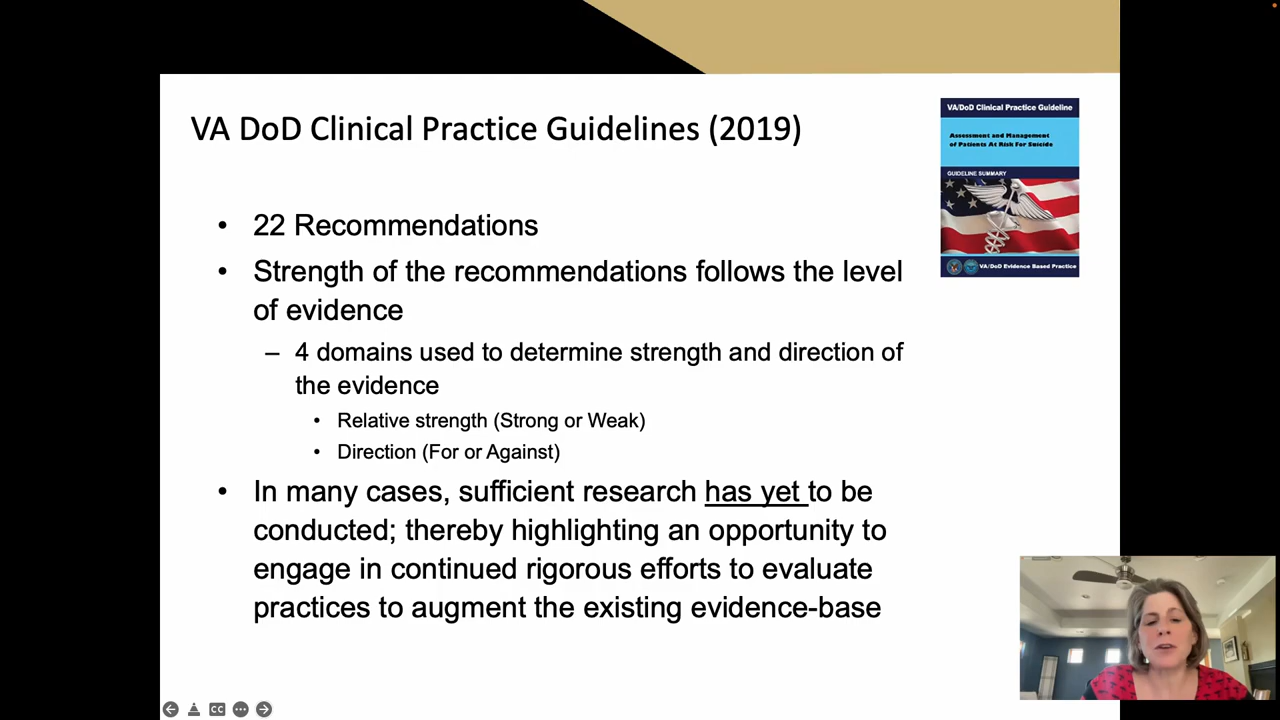 VA DoD Clinical Practice Guidelines (2019)
VA/DoD Clinical Practice Guideline
Assessment and Management
of Patients At Risk For Suicide
GUIDELINE SUMMARY
VA/DoD Evidence Based Practice
• 22 Recommendations
• Strength of the recommendations follows the level
of evidence
– 4 domains used to determine strength and direction of
the evidence
• Relative strength (Strong or Weak)
• Direction (For or Against)
• In many cases, sufficient research has yet to be
conducted; thereby highlighting an opportunity to
engage in continued rigorous efforts to evaluate
practices to augment the existing evidence-base
CC